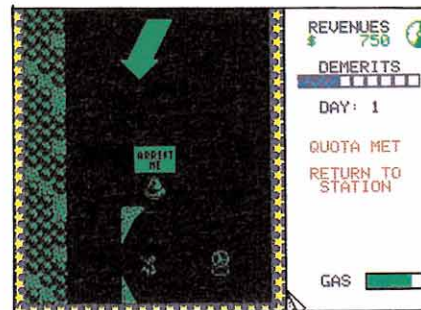 REVENUES
$ 750
DEMERITS
DAY: 1
ARREST
ME
QUOTA MET
RETURN TO
STATION
GAS